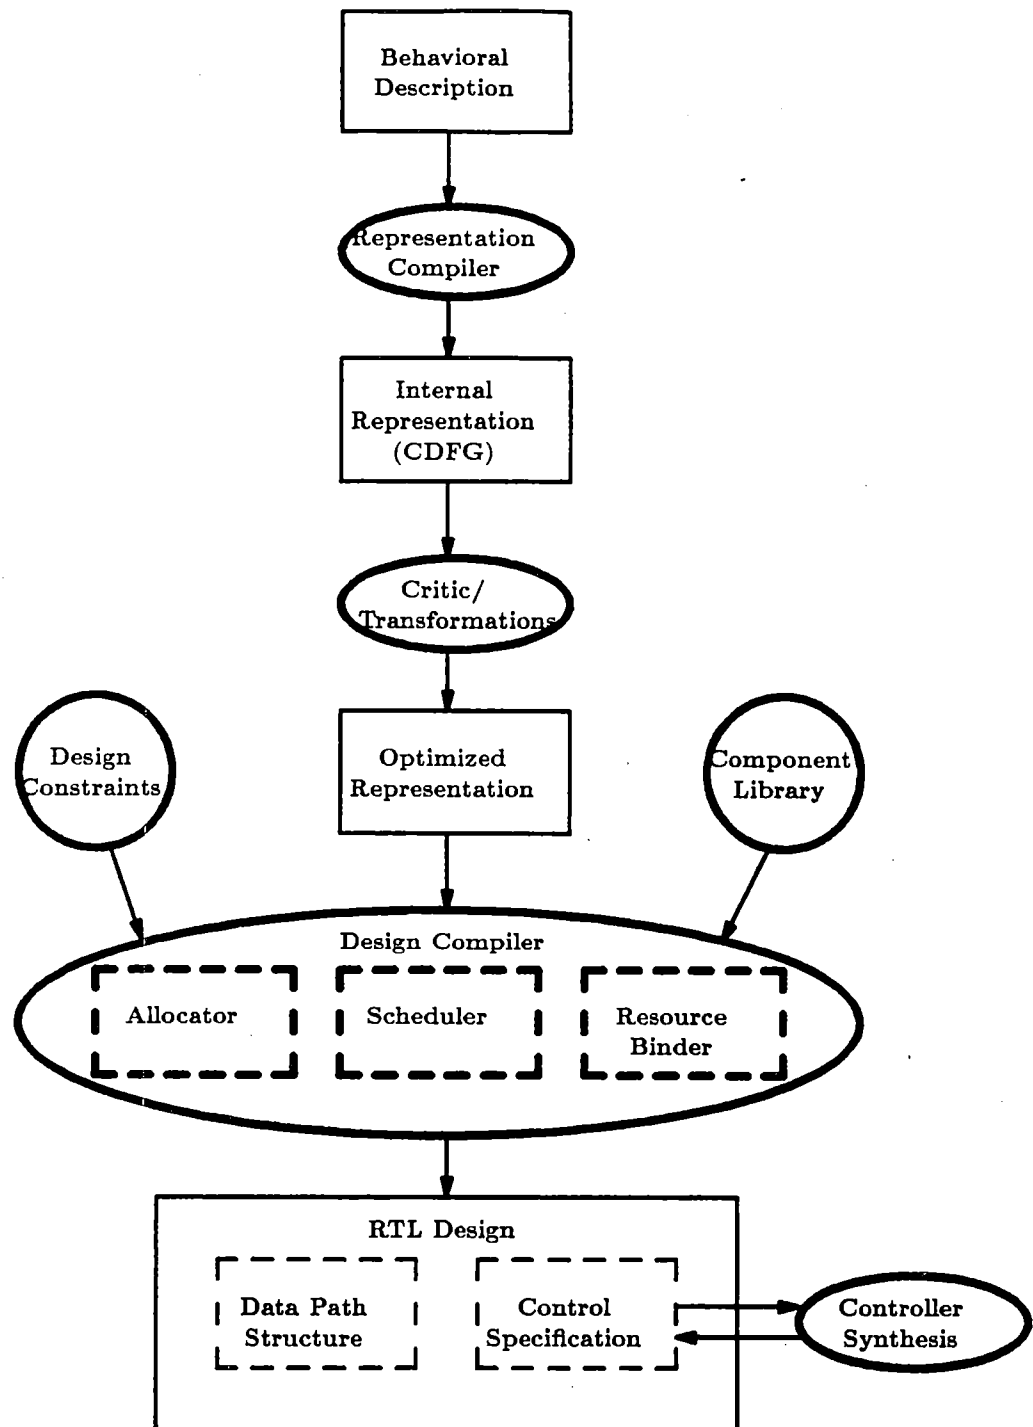 Behavioral
Description
Representation
Compiler
Internal
Representation
(CDFG)
Critic/
Transformations
Design
Constraints
Optimized
Representation
Component
Library
Design Compiler
Allocator
Scheduler
Resource
Binder
RTL Design
Data Path
Structure
Control
Specification
Controller
Synthesis